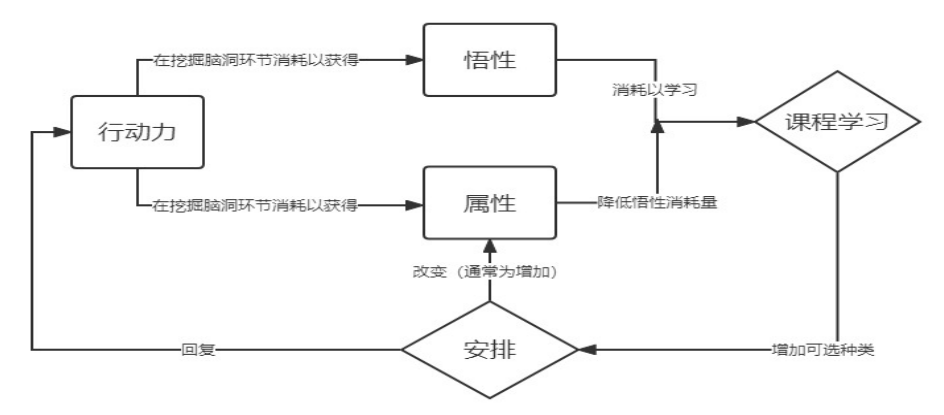 在挖掘脑洞环节消耗以获得
悟性
消耗以学习
行动力
课程学习
在挖掘脑洞环节消耗以获得
属性
降低悟性消耗量
改变（通常为增加）
回复
安排
增加可选种类